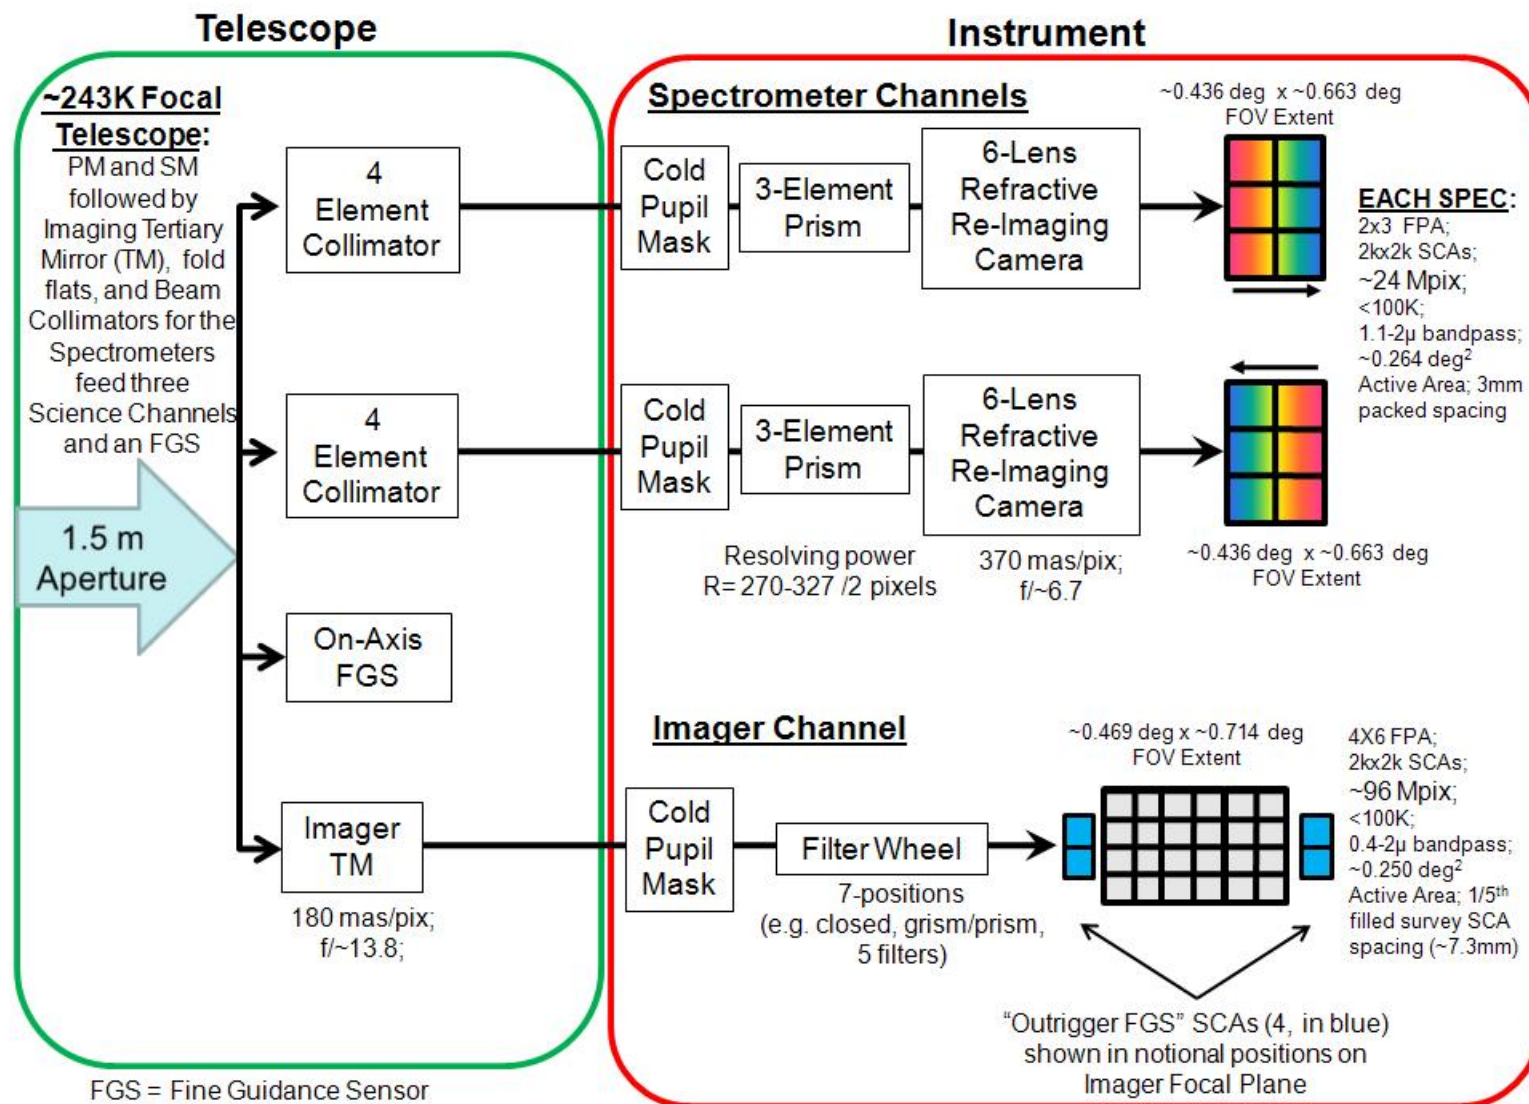 Telescope
Instrument
~243K Focal
Telescope:
PM and SM
followed by
Imaging Tertiary
Mirror (TM), fold
flats, and Beam
Collimators for the
Spectrometers
feed three
Science Channels
and an FGS
1.5 m
Aperture
4
Element
Collimator
4
Element
Collimator
On-Axis
FGS
Imager
TM
180 mas/pix;
f/~13.8;
FGS = Fine Guidance Sensor
Spectrometer Channels
Cold
Pupil
Mask
3-Element
Prism
6-Lens
Refractive
Re-Imaging
Camera
~0.436 deg x ~0.663 deg
FOV Extent
EACH SPEC:
2x3 FPA;
2kx2k SCAs;
~24 Mpix;
<100K;
1.1-2µ bandpass;
~0.264 deg²
Active Area; 3mm
packed spacing
Cold
Pupil
Mask
3-Element
Prism
6-Lens
Refractive
Re-Imaging
Camera
Resolving power
R= 270-327 /2 pixels
370 mas/pix;
f/~6.7
~0.436 deg x ~0.663 deg
FOV Extent
Imager Channel
Cold
Pupil
Mask
Filter Wheel
7-positions
(e.g. closed, grism/prism,
5 filters)
~0.469 deg x ~0.714 deg
FOV Extent
4X6 FPA;
2kx2k SCAs;
~96 Mpix;
<100K;
0.4-2µ bandpass;
~0.250 deg²
Active Area; 1/5th
filled survey SCA
spacing (~7.3mm)
“Outrigger FGS” SCAs (4, in blue)
shown in notional positions on
Imager Focal Plane